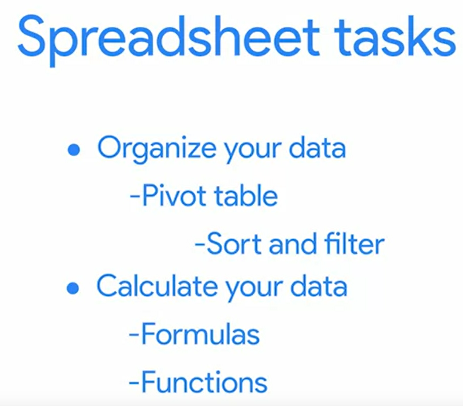 Spreadsheet tasks
• Organize your data
-Pivot table
-Sort and filter
• Calculate your data
-Formulas
-Functions